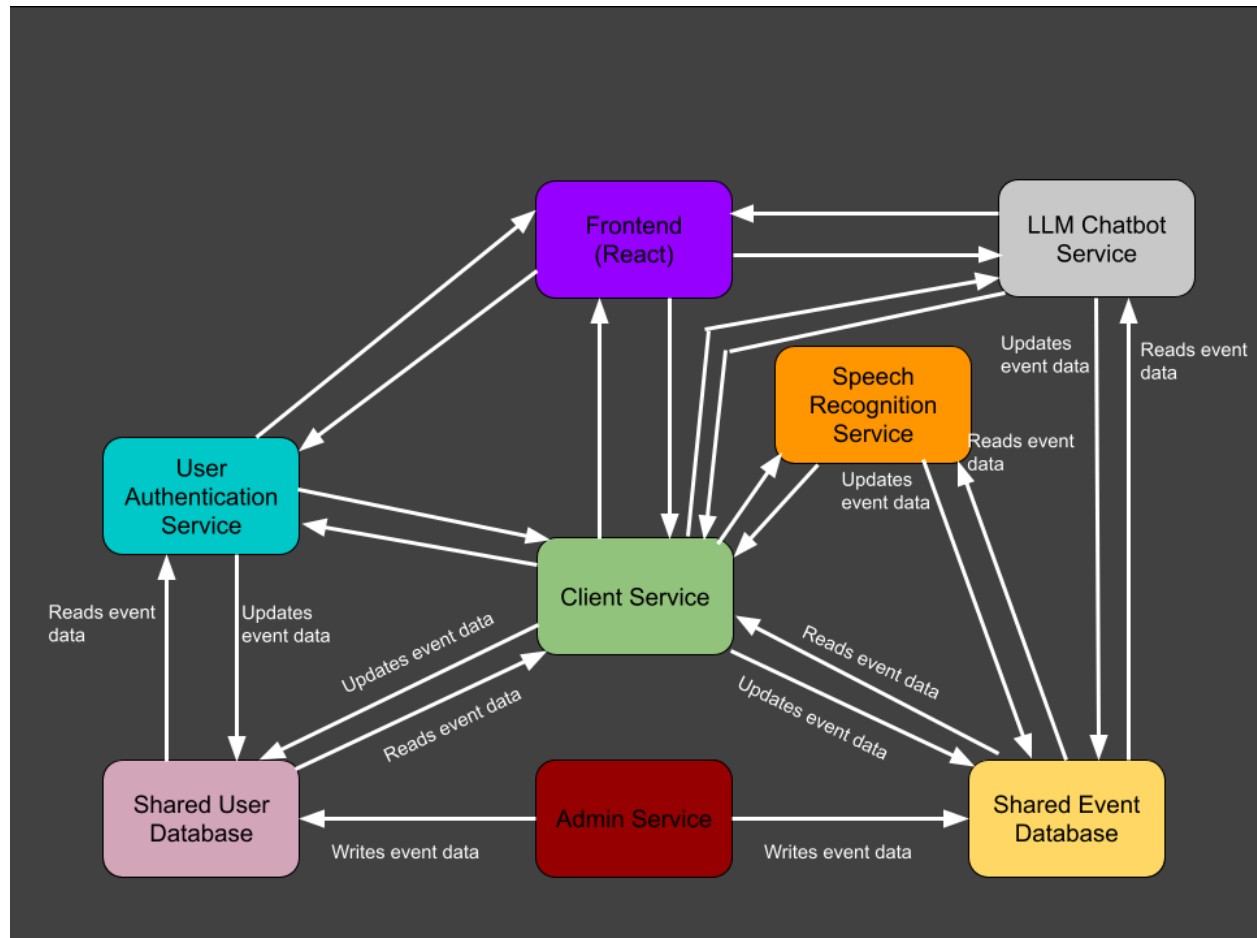 Frontend
(React)
LLM Chatbot
Service
Updates
event data
Reads event
data
Speech
Recognition
Service
Reads event
data
Updates
event data
User
Authentication
Service
Client Service
Reads event
data
Updates
event data
Updates event data
Reads event data
Reads event data
Updates event data
Shared User
Database
Admin Service
Shared Event
Database
Writes event data
Writes event data